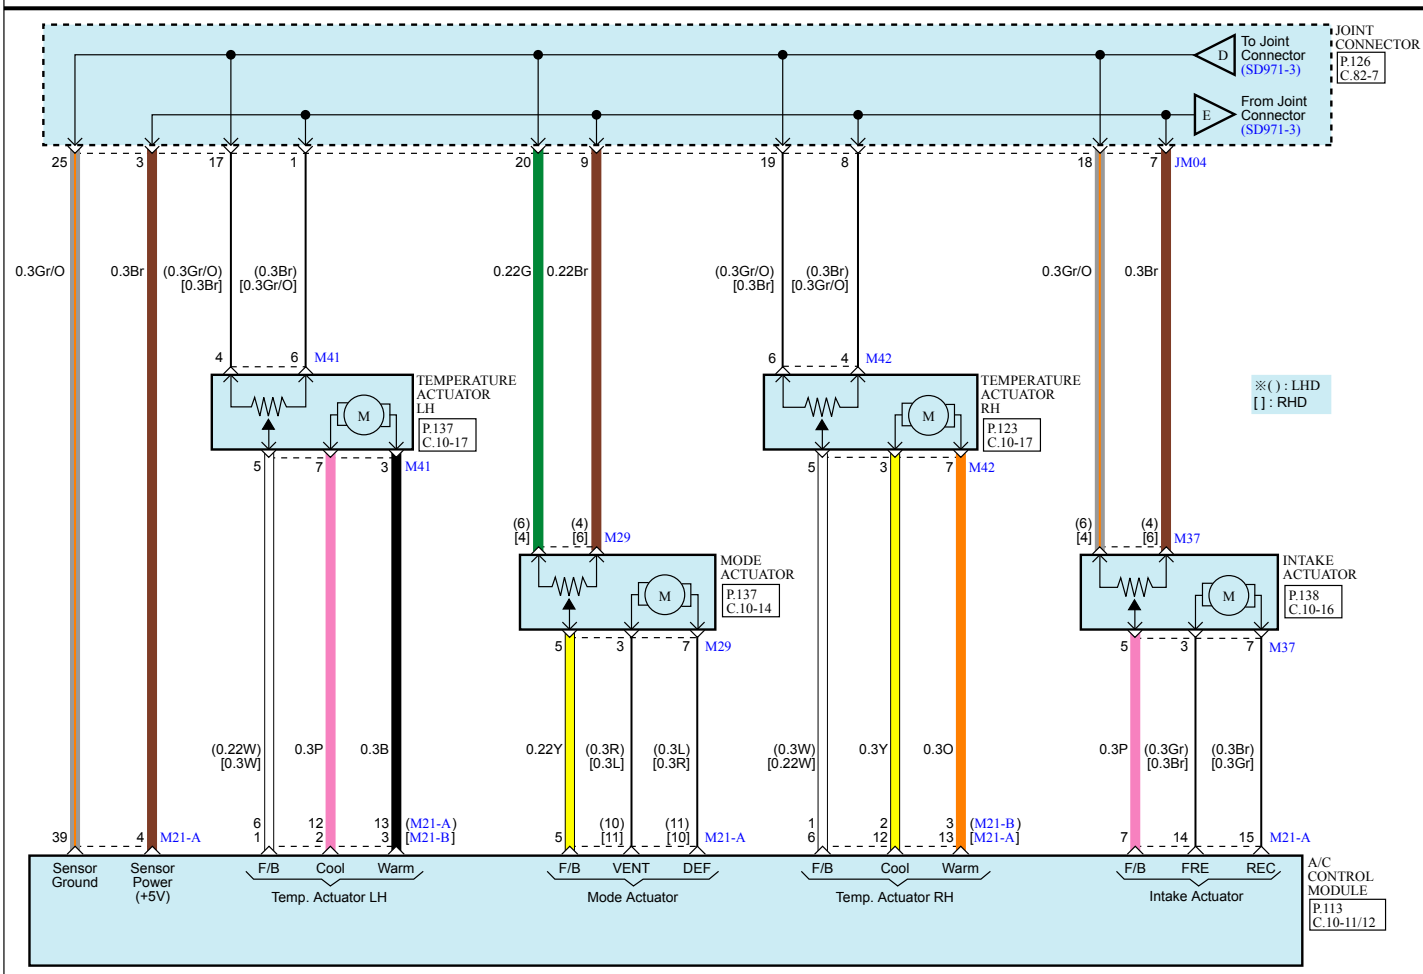 JOINT
CONNECTOR
P.126
C.82-7
D
To Joint
Connector
(SD971-3)
E
From Joint
Connector
(SD971-3)
25
3
17
1
20
9
19
8
18
7
JM04
0.3Gr/O
0.3Br
(0.3Gr/O)
[0.3Br]
(0.3Br)
[0.3Gr/O]
0.22G
0.22Br
(0.3Gr/O)
[0.3Br]
(0.3Br)
[0.3Gr/O]
0.3Gr/O
0.3Br
4
6
M41
TEMPERATURE
ACTUATOR
LH
P.137
C.10-17
M
5
7
3
M41
6
4
M42
TEMPERATURE
ACTUATOR
RH
P.123
C.10-17
M
5
3
7
M42
※( ) : LHD
[ ] : RHD
(6)
[4]
(4)
[6]
M29
MODE
ACTUATOR
P.137
C.10-14
M
5
3
7
M29
(6)
[4]
(4)
[6]
M37
INTAKE
ACTUATOR
P.138
C.10-16
M
5
3
7
M37
(0.22W)
[0.3W]
0.3P
0.3B
0.22Y
(0.3R)
[0.3L]
(0.3L)
[0.3R]
(0.3W)
[0.22W]
0.3Y
0.3O
0.3P
(0.3Gr)
[0.3Br]
(0.3Br)
[0.3Gr]
39
4
M21-A
6
1
12
2
13
3
(M21-A)
[M21-B]
5
(10)
[11]
(11)
[10]
M21-A
1
6
2
12
3
13
(M21-B)
[M21-A]
7
14
15
M21-A
Sensor
Ground
Sensor
Power
(+5V)
F/B
Cool
Warm
Temp. Actuator LH
F/B
VENT
DEF
Mode Actuator
F/B
Cool
Warm
Temp. Actuator RH
F/B
FRE
REC
Intake Actuator
A/C
CONTROL
MODULE
P.113
C.10-11/12